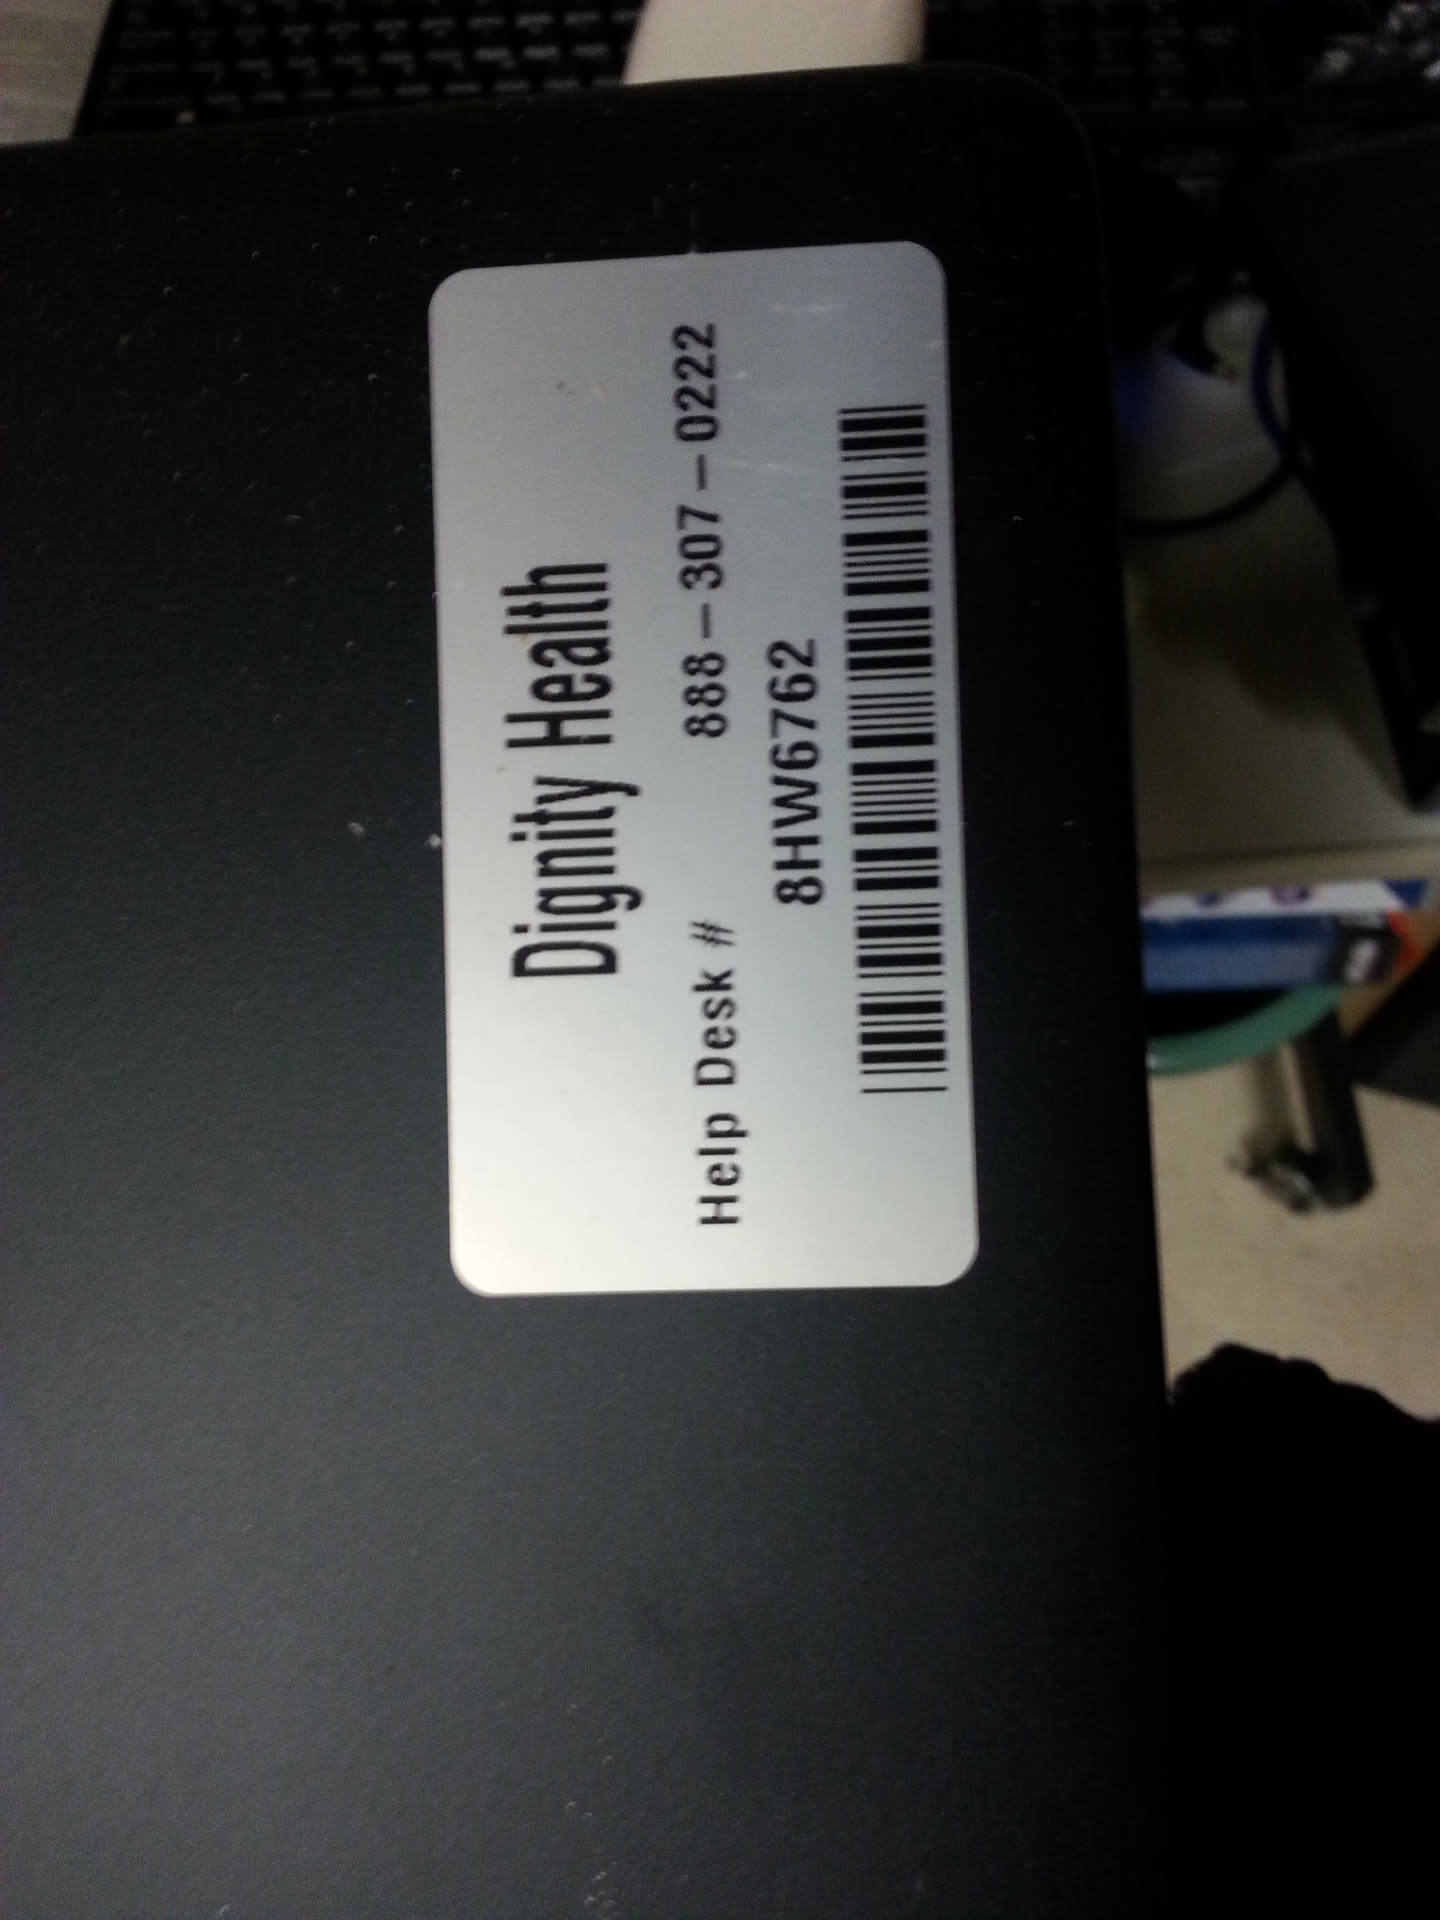 Dignity Health
Help Desk # 888-307-0222
8HW6762